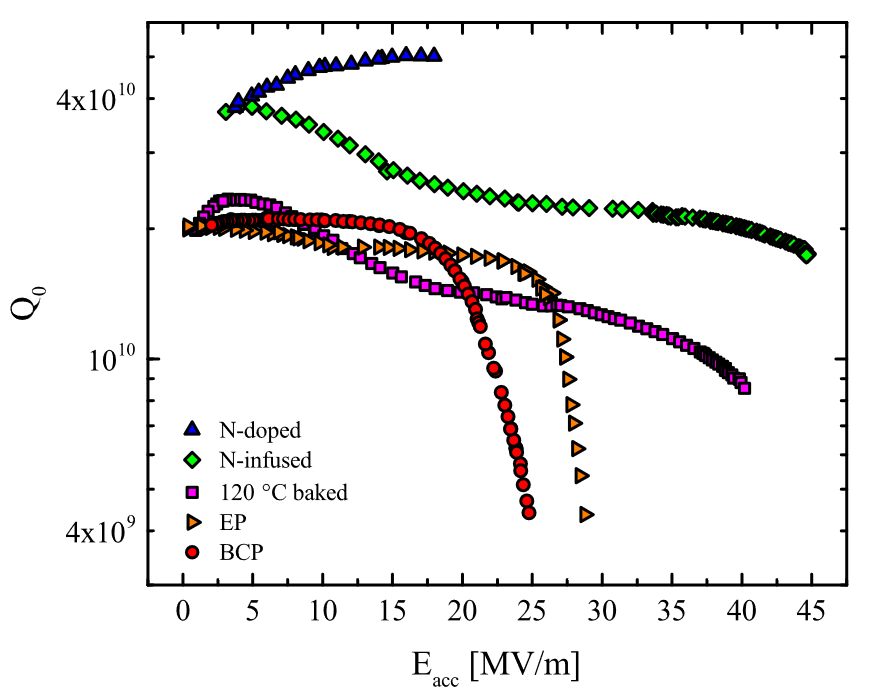 4x10^10
10^10
4x10^9
Q_0
N-doped
N-infused
120 °C baked
EP
BCP
0 5 10 15 20 25 30 35 40 45
E_acc [MV/m]